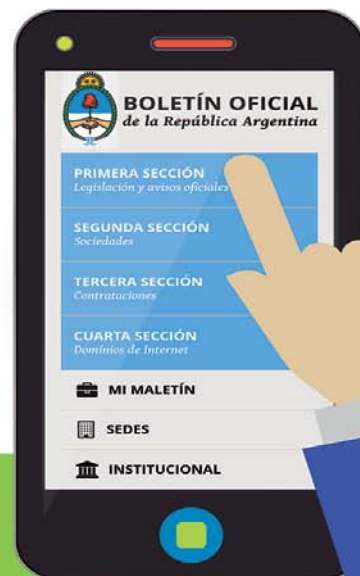 BOLETÍN OFICIAL
de la República Argentina
PRIMERA SECCIÓN
Legislación y avisos oficiales
SEGUNDA SECCIÓN
Sociedades
TERCERA SECCIÓN
Contrataciones
CUARTA SECCIÓN
Dominios de Internet
MI MALETÍN
SEDES
INSTITUCIONAL